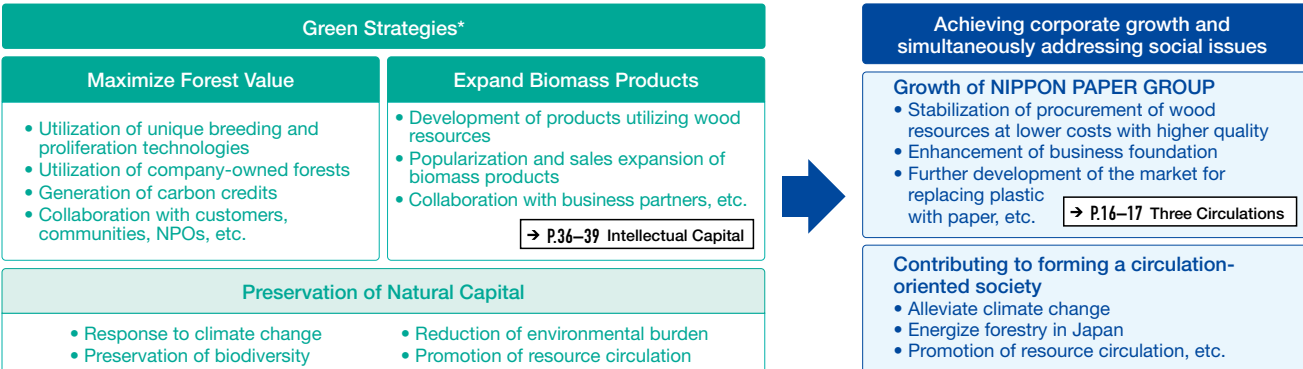 Green Strategies*
Maximize Forest Value
• Utilization of unique breeding and
proliferation technologies
• Utilization of company-owned forests
• Generation of carbon credits
• Collaboration with customers,
communities, NPOs, etc.
Expand Biomass Products
• Development of products utilizing wood
resources
• Popularization and sales expansion of
biomass products
• Collaboration with business partners, etc.
→ P.36–39 Intellectual Capital
Preservation of Natural Capital
• Response to climate change
• Preservation of biodiversity
• Reduction of environmental burden
• Promotion of resource circulation
Achieving corporate growth and
simultaneously addressing social issues
Growth of NIPPON PAPER GROUP
• Stabilization of procurement of wood
resources at lower costs with higher quality
• Enhancement of business foundation
• Further development of the market for
replacing plastic
with paper, etc.
→ P.16–17 Three Circulations
Contributing to forming a circulation-
oriented society
• Alleviate climate change
• Energize forestry in Japan
• Promotion of resource circulation, etc.